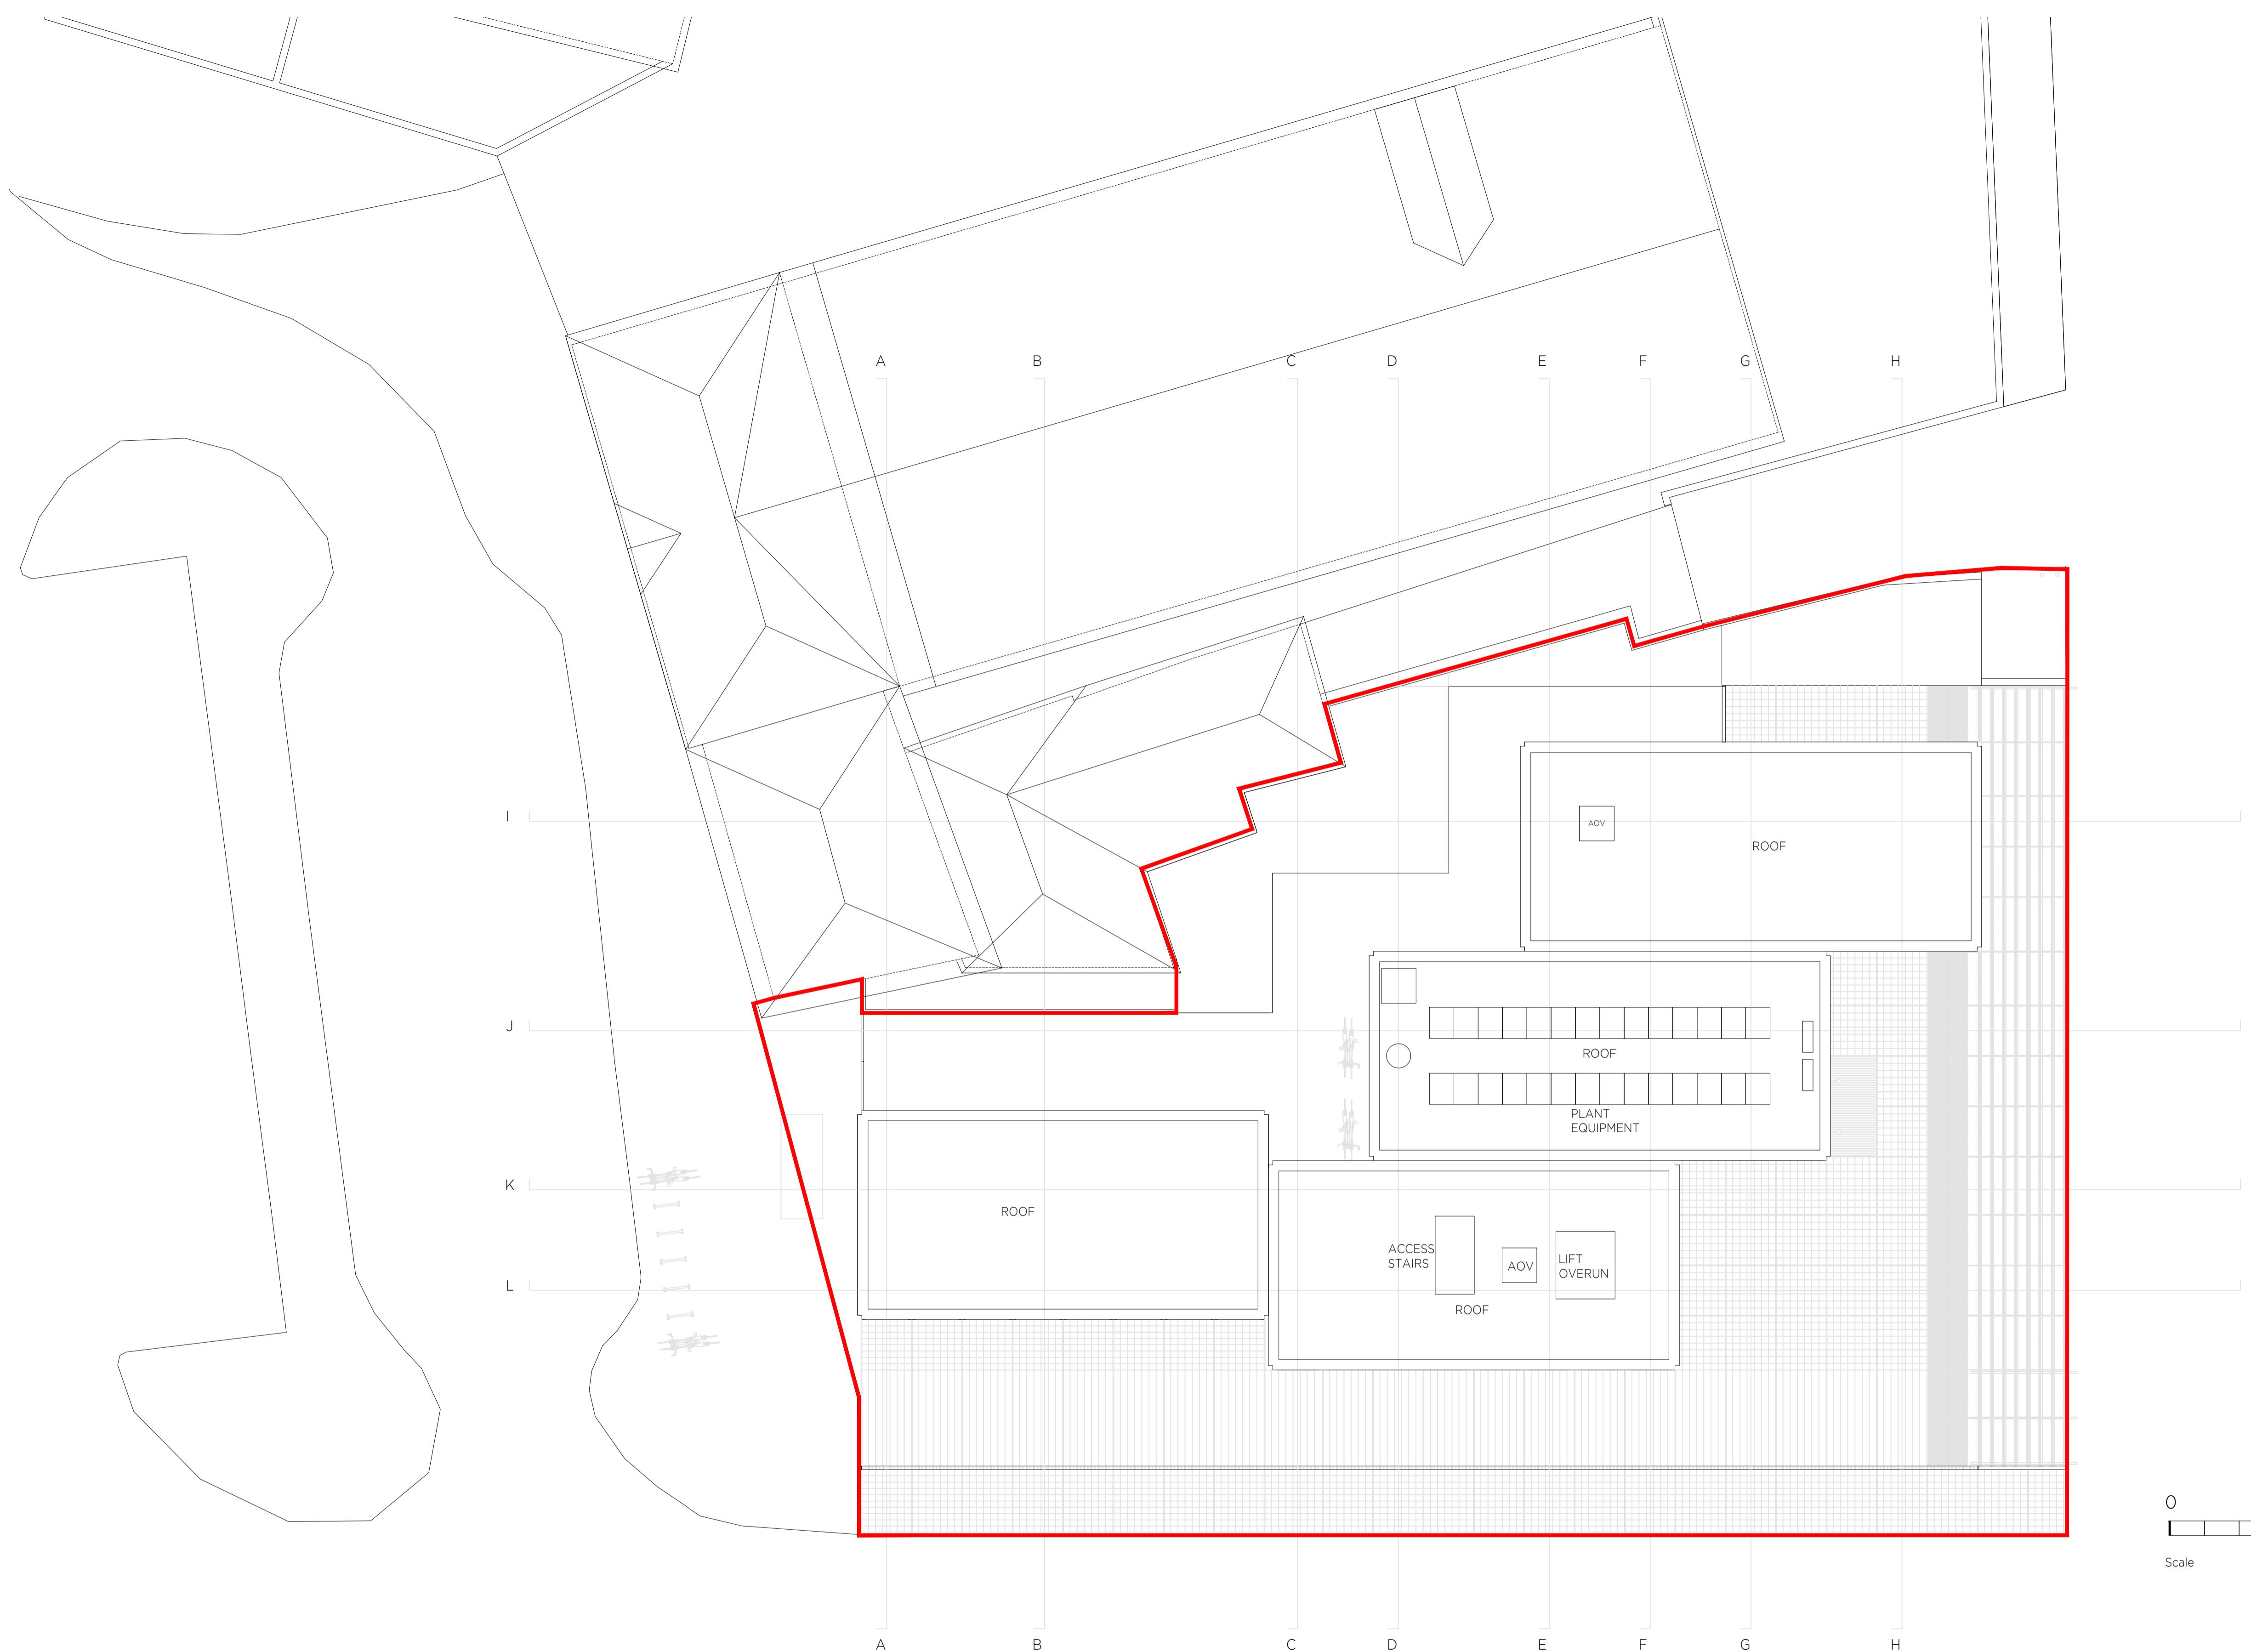 A B C D E F G H
I
AOV
ROOF
J
ROOF
PLANT
EQUIPMENT
K
ROOF
ACCESS
STAIRS
AOV
LIFT
OVERUN
L
ROOF
0
Scale
A B C D E F G H